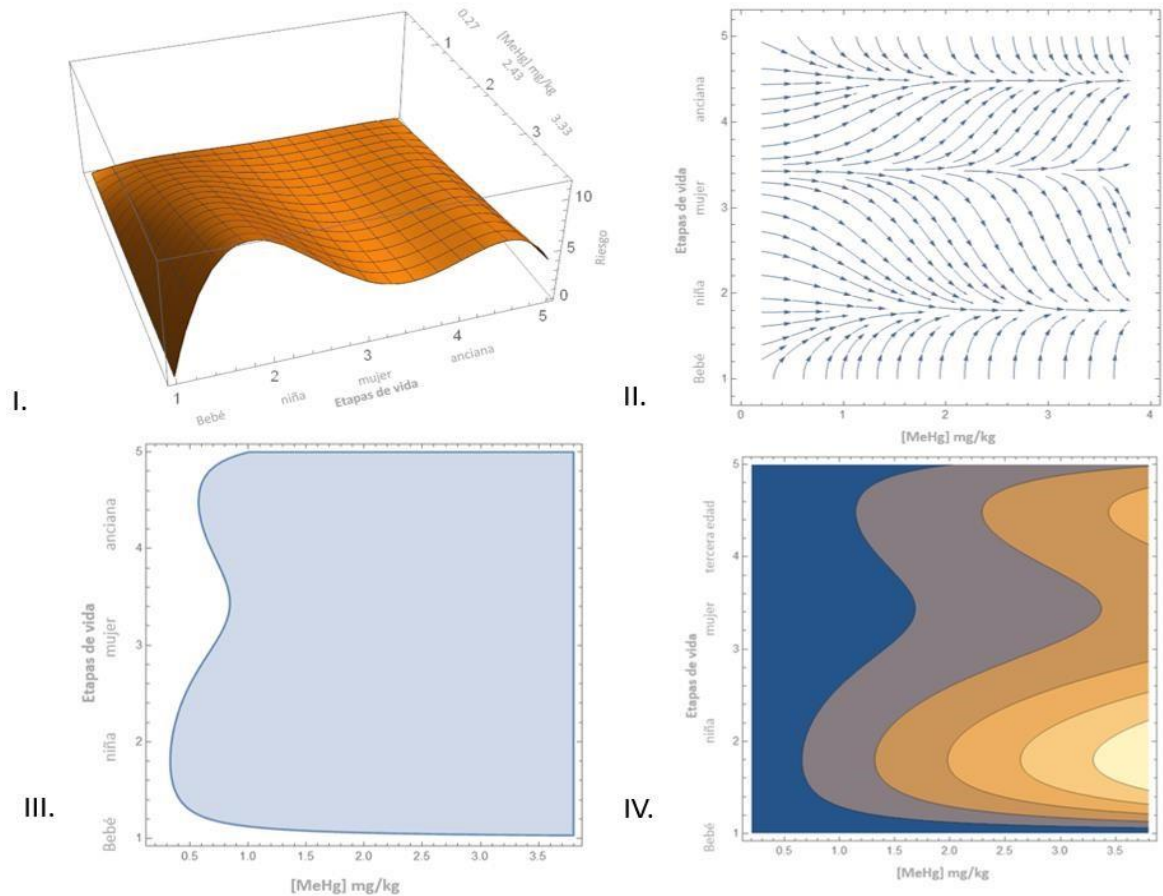 0.27
1
[MeHg] mg/kg
2.43
2
3.33
3
10
5
0
Riesgo
1
2
3
4
5
Bebé
niña
mujer
anciana
Etapas de vida
I.
5
4
3
2
1
anciana
mujer
niña
Bebé
Etapas de vida
0
1
2
3
4
[MeHg] mg/kg
II.
5
4
3
2
1
anciana
mujer
niña
Bebé
Etapas de vida
0.5
1.0
1.5
2.0
2.5
3.0
3.5
[MeHg] mg/kg
III.
5
4
3
2
1
tercera edad
mujer
niña
Bebé
Etapas de vida
0.5
1.0
1.5
2.0
2.5
3.0
3.5
[MeHg] mg/kg
IV.